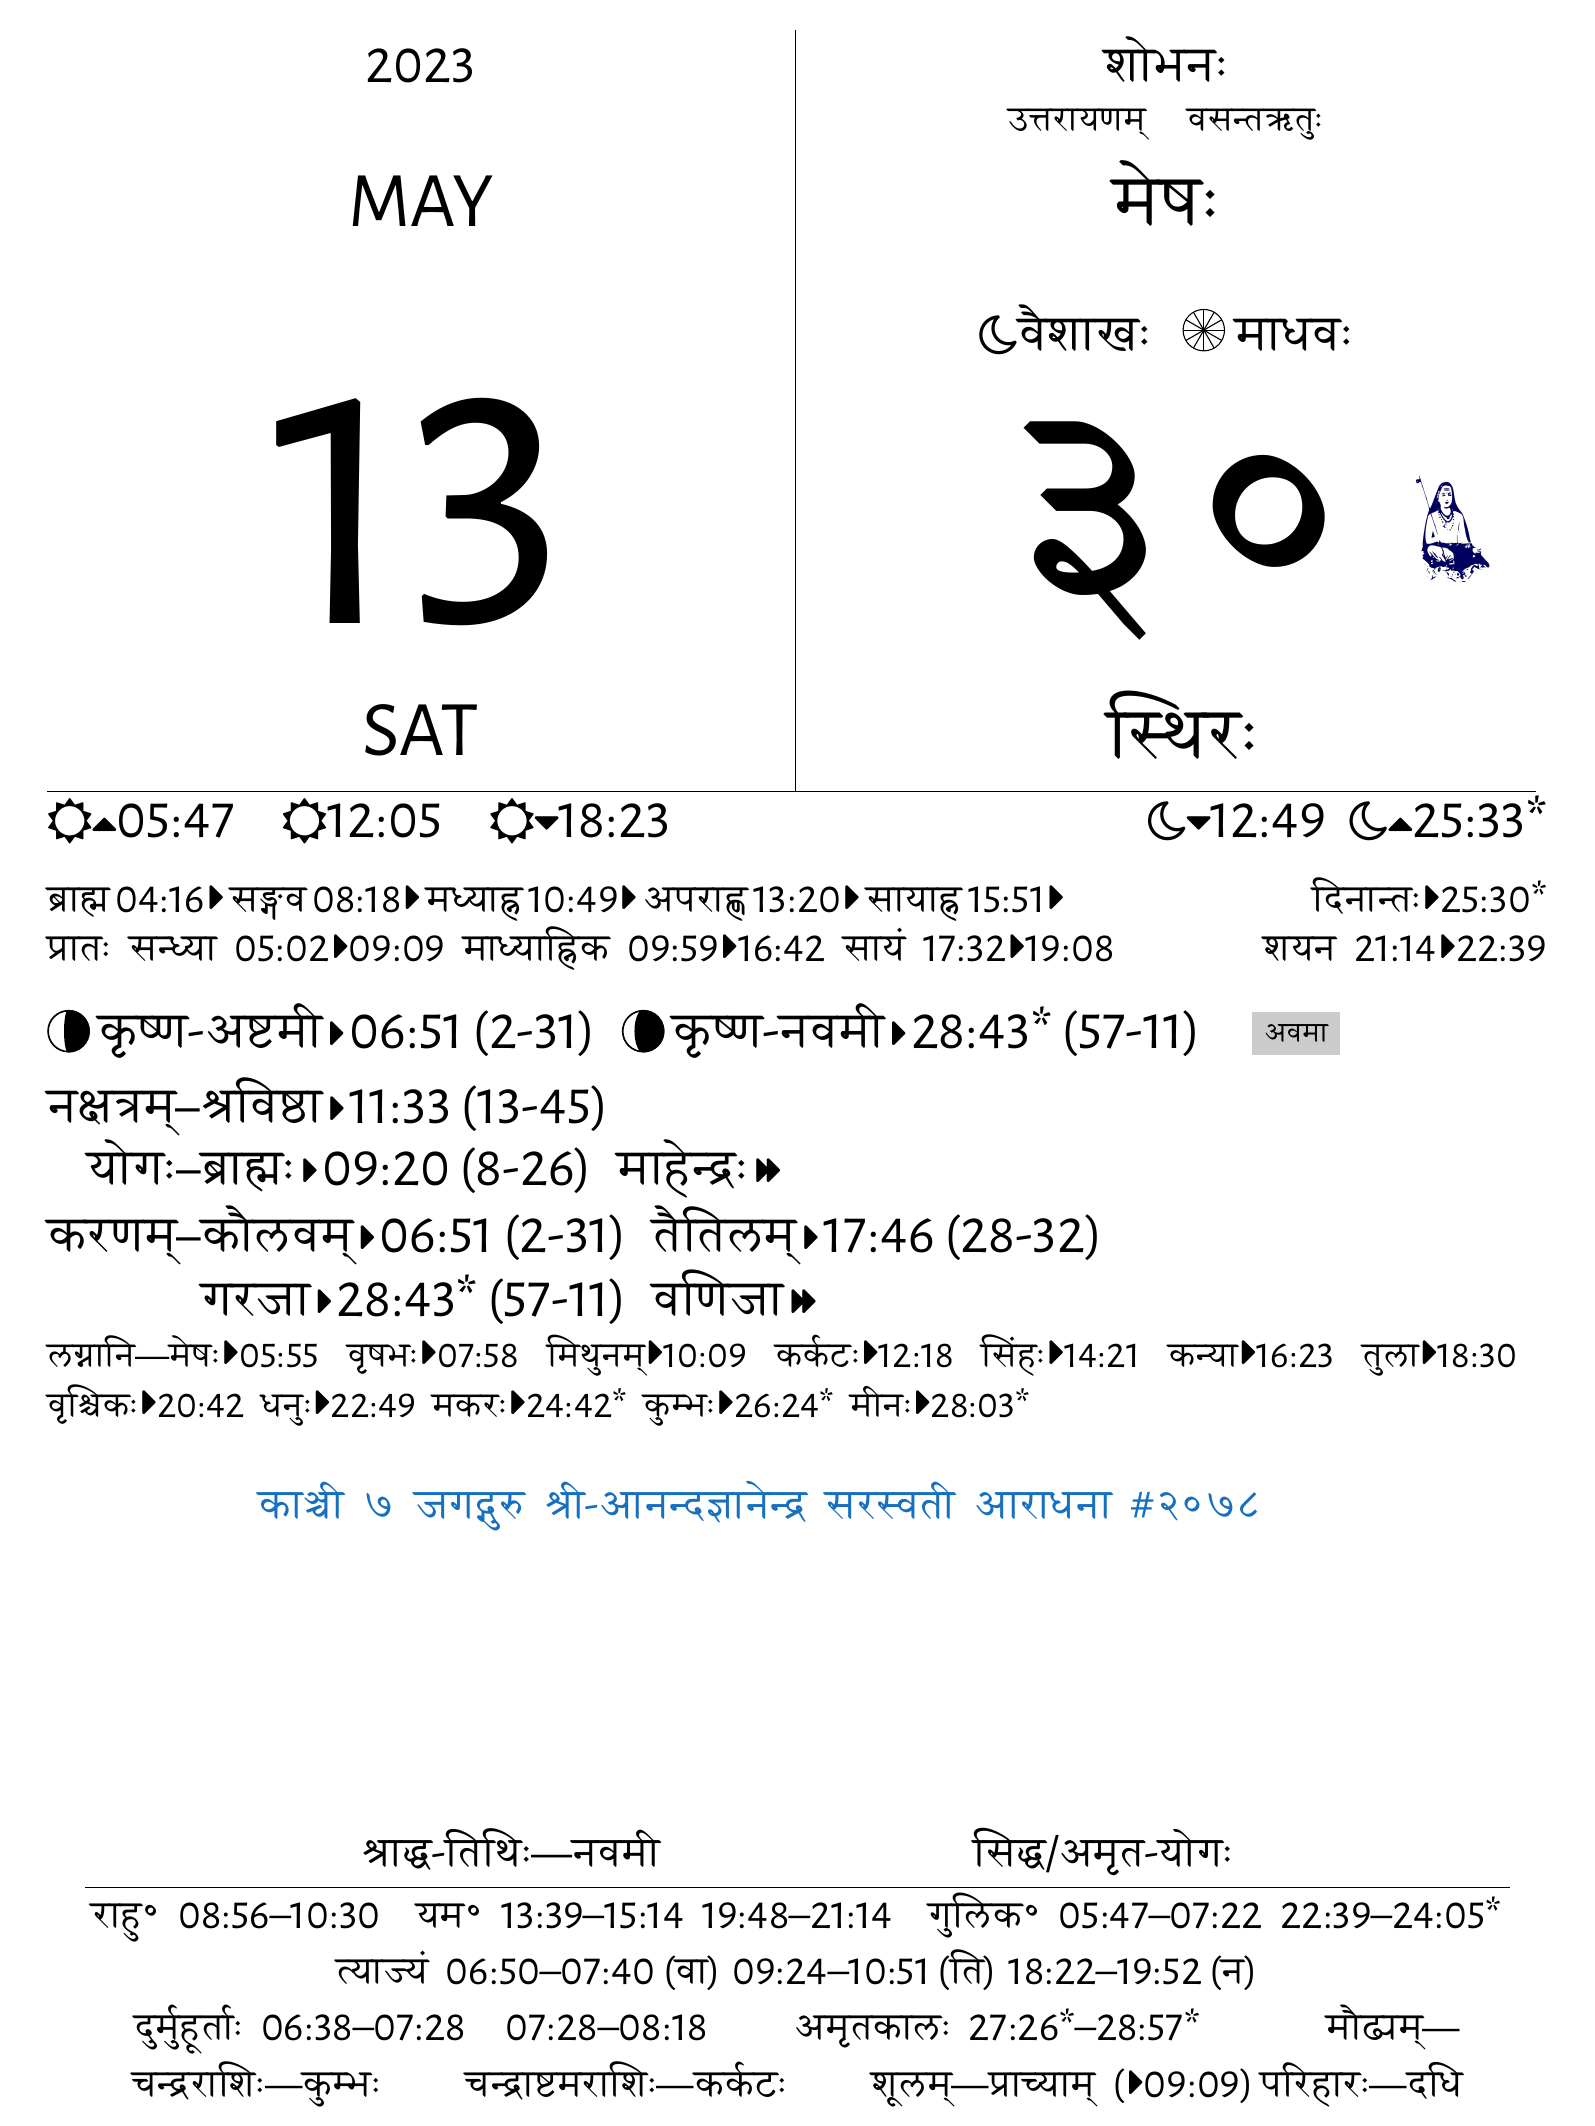 2023
MAY
13
SAT
शोभनः
उत्तरायणम् वसन्तऋतुः
मेषः
वैशाखः माधवः
३०
स्थिरः
05:47 12:05 18:23 12:49 25:33*
ब्राह्म 04:16 सङ्गव 08:18 मध्याह्न 10:49 अपराह्ण 13:20 सायाह्न 15:51 दिनान्तः 25:30*
प्रातः सन्ध्या 05:02 09:09 माध्याह्निक 09:59 16:42 सायं 17:32 19:08 शयन 21:14 22:39
कृष्ण-अष्टमी 06:51 (2-31) कृष्ण-नवमी 28:43* (57-11) अवमा
नक्षत्रम्–श्रविष्ठा 11:33 (13-45)
योगः–ब्राह्मः 09:20 (8-26) माहेन्द्रः
करणम्–कौलवम् 06:51 (2-31) तैतिलम् 17:46 (28-32)
गरजा 28:43* (57-11) वणिजा
लग्नानि—मेषः 05:55 वृषभः 07:58 मिथुनम् 10:09 कर्कटः 12:18 सिंहः 14:21 कन्या 16:23 तुला 18:30
वृश्चिकः 20:42 धनुः 22:49 मकरः 24:42* कुम्भः 26:24* मीनः 28:03*
काञ्ची ७ जगद्गुरु श्री-आनन्दज्ञानेन्द्र सरस्वती आराधना #२०७८
श्राद्ध-तिथिः—नवमी सिद्ध/अमृत-योगः
राहु॰ 08:56–10:30 यम॰ 13:39–15:14 19:48–21:14 गुलिक॰ 05:47–07:22 22:39–24:05*
त्याज्यं 06:50–07:40 (वा) 09:24–10:51 (ति) 18:22–19:52 (न)
दुर्मुहूर्ताः 06:38–07:28 07:28–08:18 अमृतकालः 27:26*–28:57* मौढ्यम्—
चन्द्रराशिः—कुम्भः चन्द्राष्टमराशिः—कर्कटः शूलम्—प्राच्याम् (09:09) परिहारः—दधि